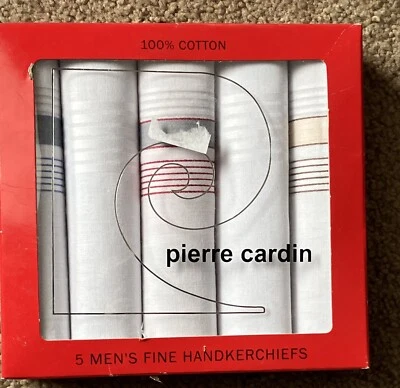 100% COTTON
pierre cardin
5 MEN'S FINE HANDKERCHIEFS